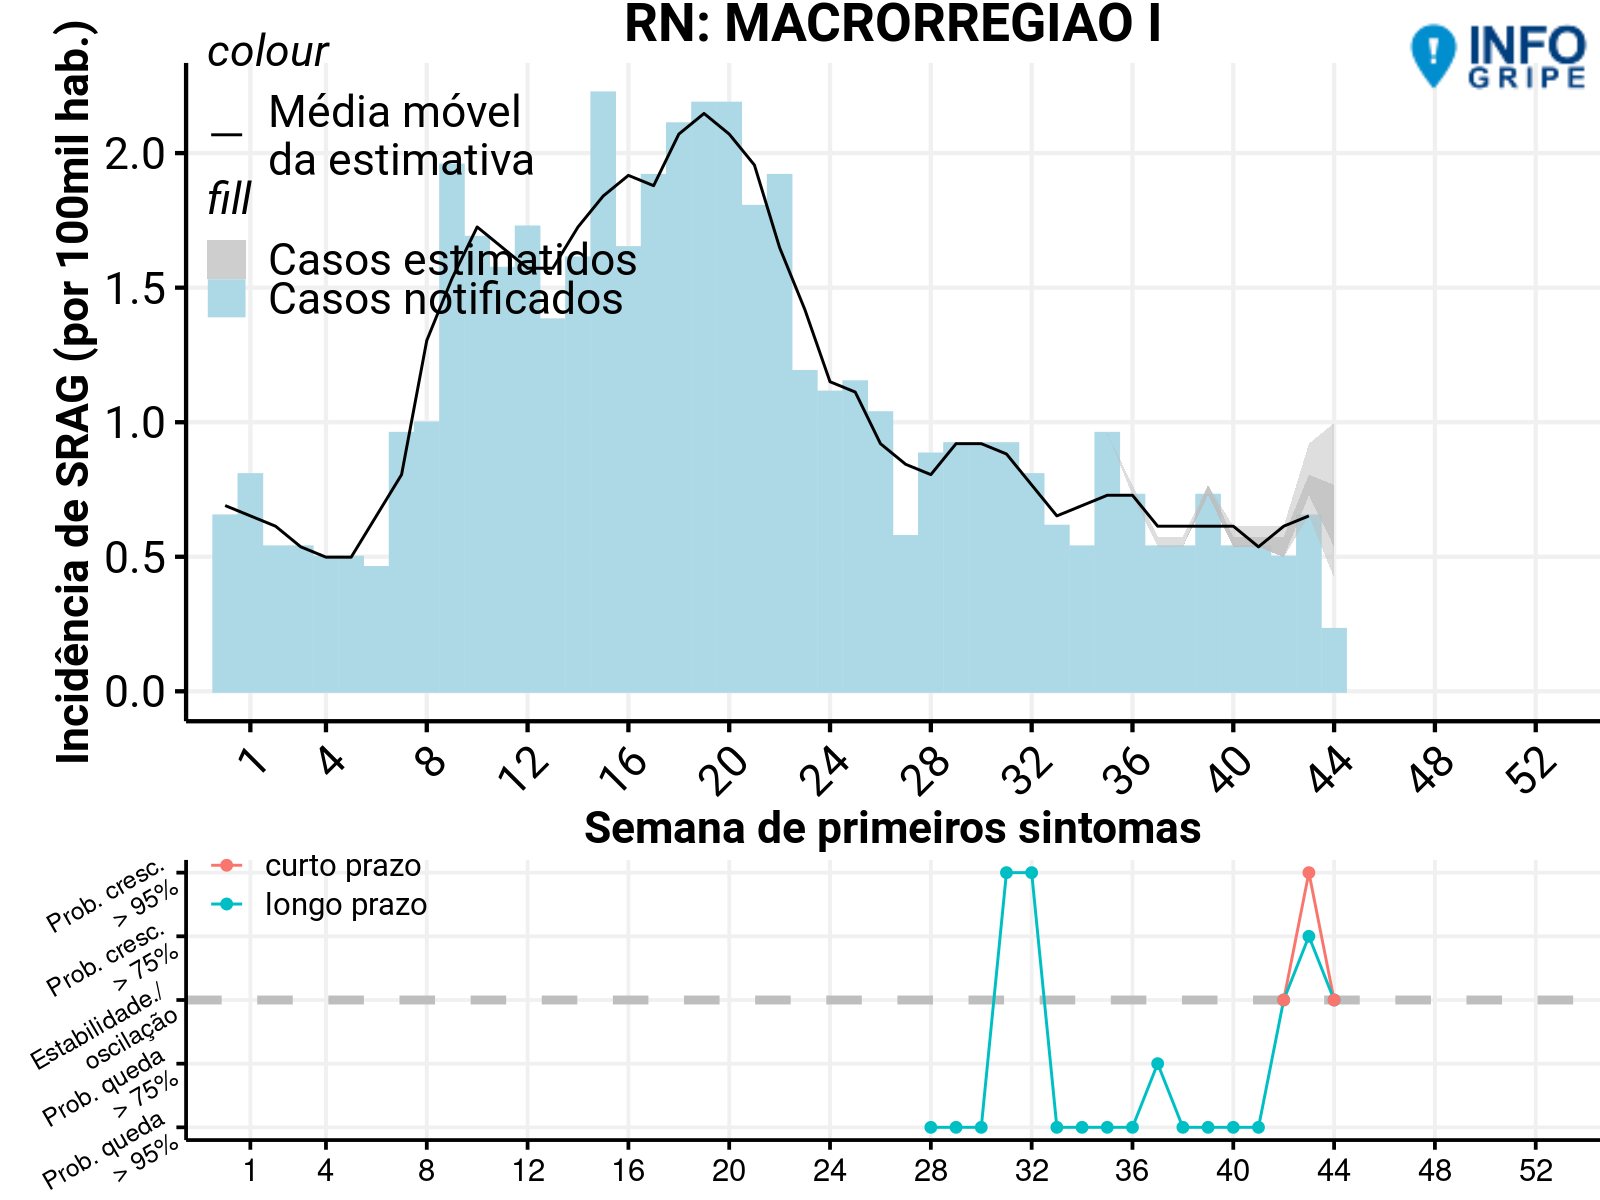 RN: MACRORREGIAO I
INFO
GRIPE
Incidência de SRAG (por 100mil hab.)
colour
Média móvel
da estimativa
fill
Casos estimatidos
Casos notificados
2.0
1.5
1.0
0.5
0.0
1 4 8 12 16 20 24 28 32 36 40 44 48 52
Semana de primeiros sintomas
curto prazo
longo prazo
Prob. cresc.
> 95%
Prob. cresc.
> 75%
Estabilidade./
oscilação
Prob. queda
> 75%
Prob. queda
> 95%
1 4 8 12 16 20 24 28 32 36 40 44 48 52